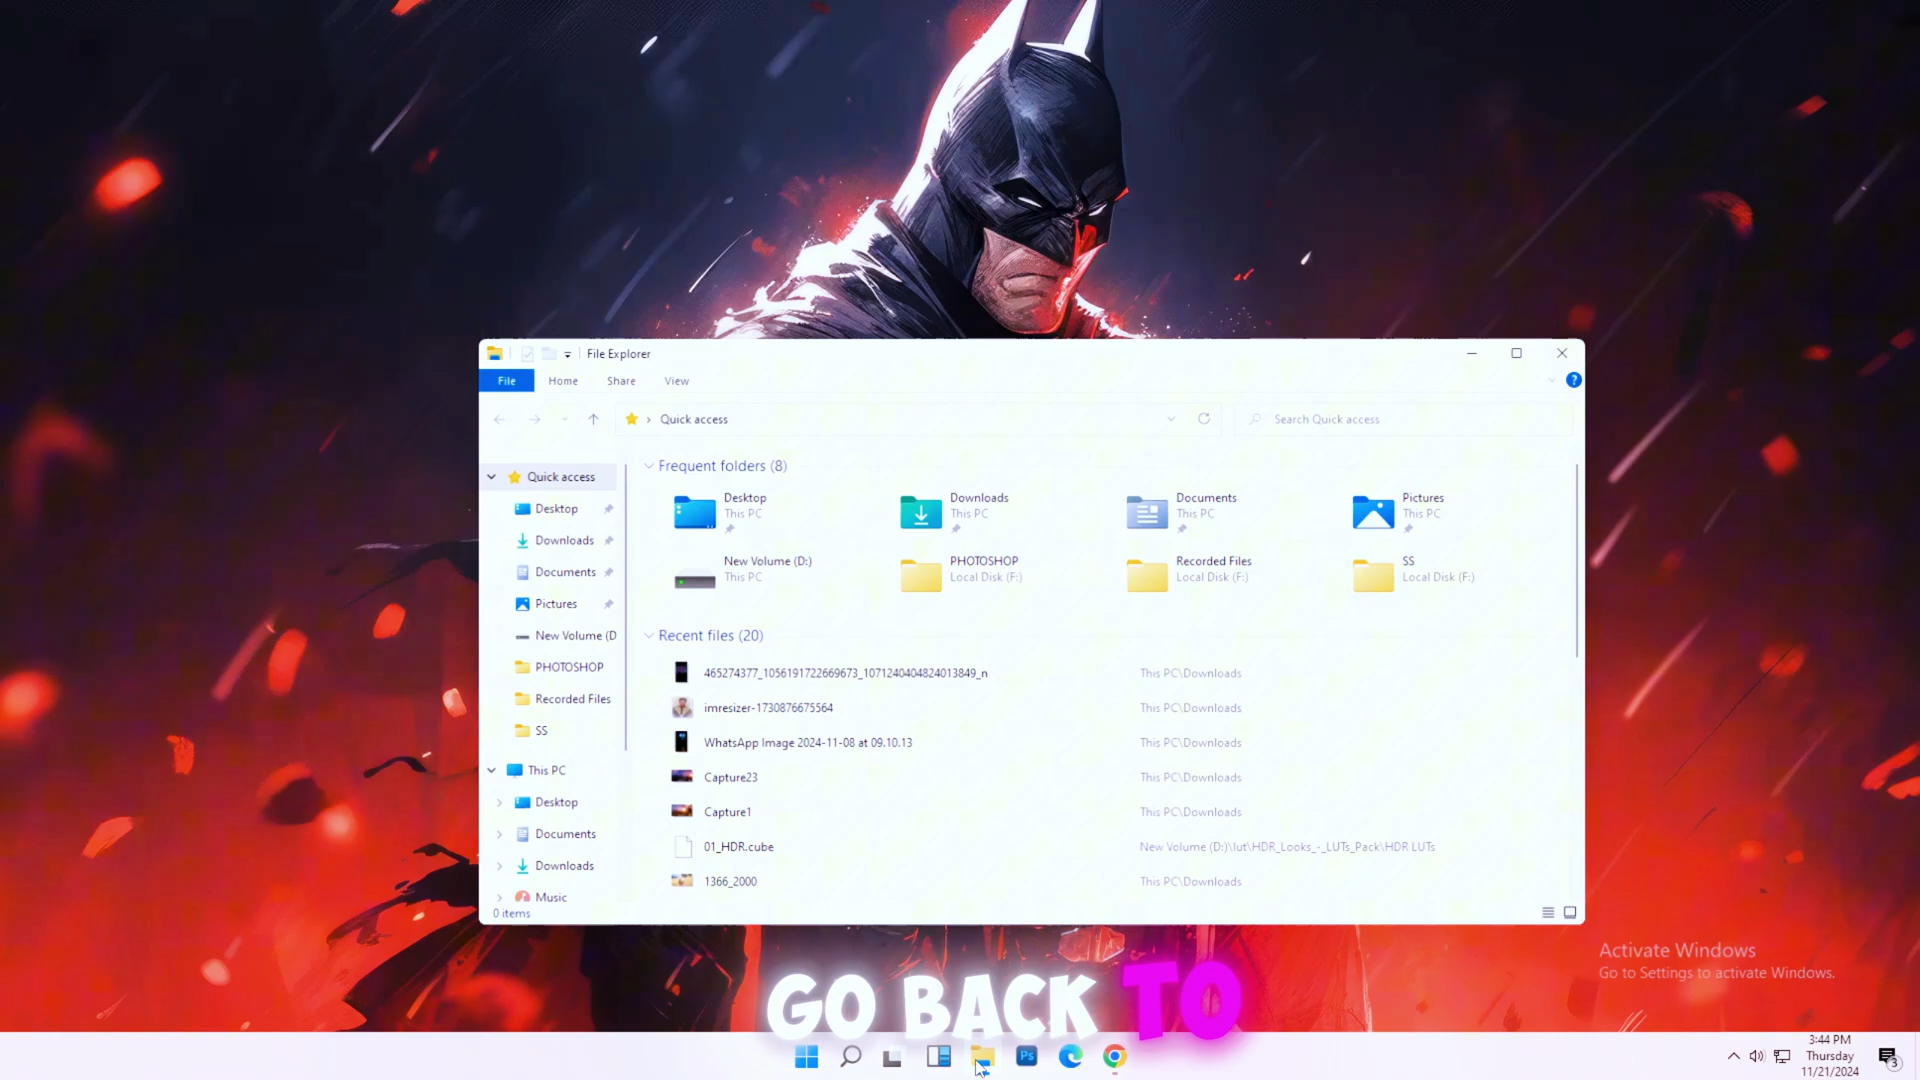 File Explorer
File Home Share View
Quick access
Search Quick access
Quick access
Desktop
Downloads
Documents
Pictures
New Volume (D
PHOTOSHOP
Recorded Files
SS
This PC
Desktop
Documents
Downloads
Music
0 items
Frequent folders (8)
Desktop
This PC
Downloads
This PC
Documents
This PC
Pictures
This PC
New Volume (D:)
This PC
PHOTOSHOP
Local Disk (F:)
Recorded Files
Local Disk (F:)
SS
Local Disk (F:)
Recent files (20)
465274377_1056191722669673_1071240404824013849_n This PC\Downloads
imresizer-1730876675564 This PC\Downloads
WhatsApp Image 2024-11-08 at 09.10.13 This PC\Downloads
Capture23 This PC\Downloads
Capture1 This PC\Downloads
01_HDR.cube New Volume (D:)\lut\HDR_Looks_-_LUTs_Pack\HDR LUTs
1366_2000 This PC\Downloads
Activate Windows
Go to Settings to activate Windows.
GO BACK TO
Ps
3:44 PM
Thursday
11/21/2024
3